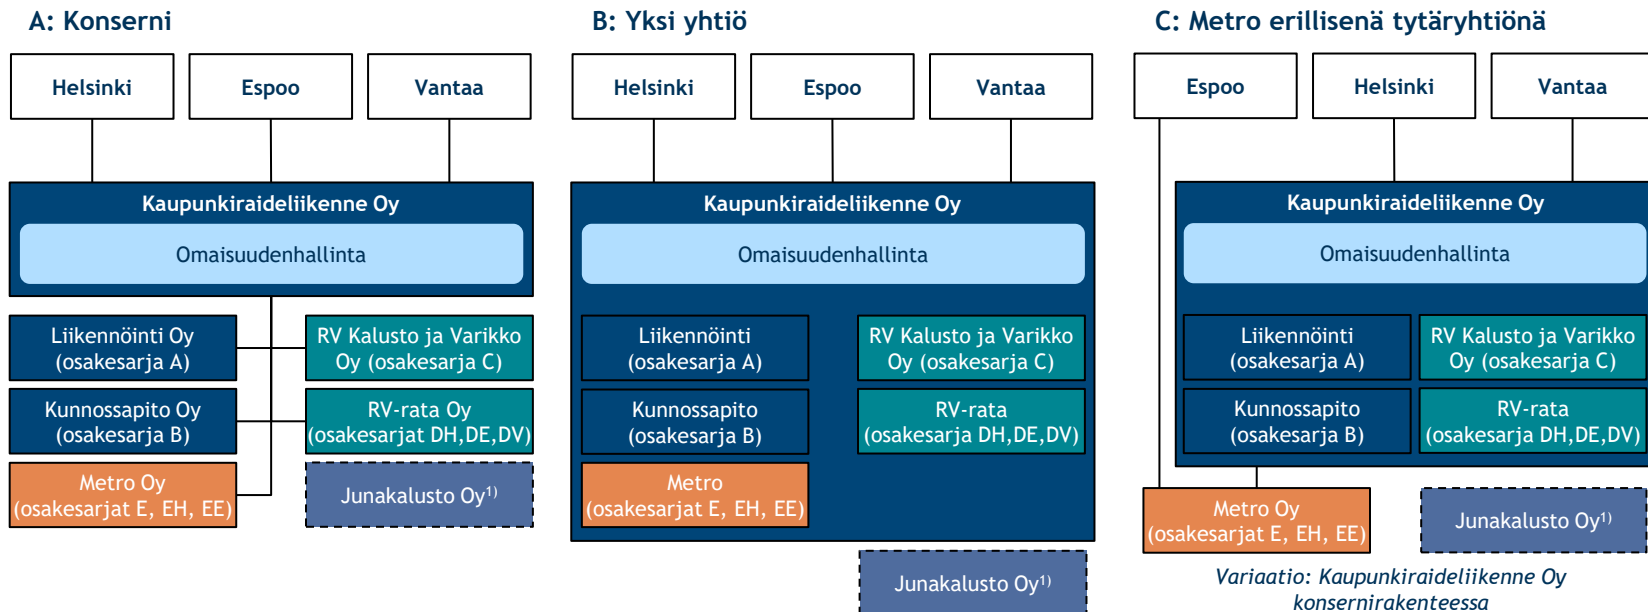 A: Konserni
Helsinki
Espoo
Vantaa
Kaupunkiraideliikenne Oy
Omaisuudenhallinta
Liikennöinti Oy
(osakesarja A)
RV Kalusto ja Varikko
Oy (osakesarja C)
Kunnossapito Oy
(osakesarja B)
RV-rata Oy
(osakesarjat DH,DE,DV)
Metro Oy
(osakesarjat E, EH, EE)
Junakalusto Oy¹⁾
B: Yksi yhtiö
Helsinki
Espoo
Vantaa
Kaupunkiraideliikenne Oy
Omaisuudenhallinta
Liikennöinti
(osakesarja A)
RV Kalusto ja Varikko
Oy (osakesarja C)
Kunnossapito
(osakesarja B)
RV-rata
(osakesarja DH,DE,DV)
Metro
(osakesarjat E, EH, EE)
Junakalusto Oy¹⁾
C: Metro erillisenä tytäryhtiönä
Espoo
Helsinki
Vantaa
Kaupunkiraideliikenne Oy
Omaisuudenhallinta
Liikennöinti
(osakesarja A)
RV Kalusto ja Varikko
Oy (osakesarja C)
Kunnossapito
(osakesarja B)
RV-rata
(osakesarja DH,DE,DV)
Metro Oy
(osakesarjat E, EH, EE)
Junakalusto Oy¹⁾
Variaatio: Kaupunkiraideliikenne Oy
konsernirakenteessa